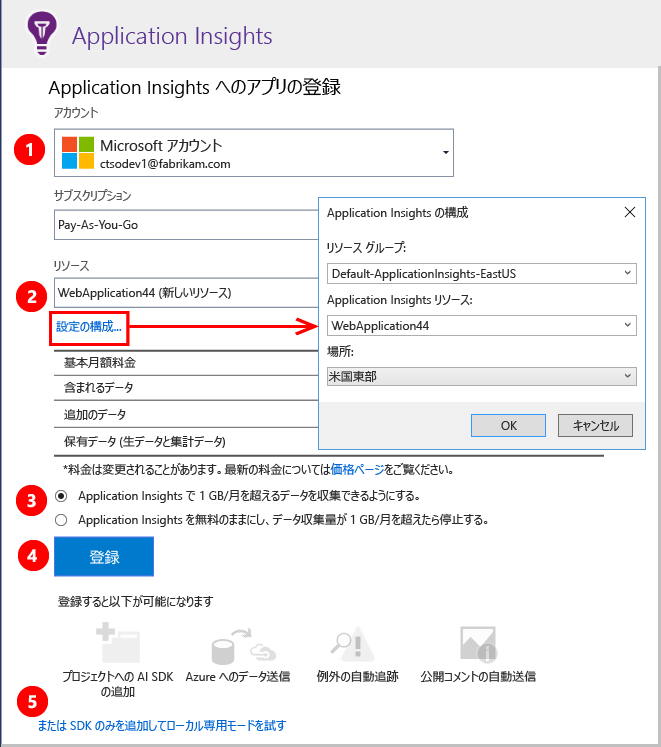 Application Insights
Application Insights へのアプリの登録
アカウント
1
Microsoft アカウント
ctsodev1@fabrikam.com
サブスクリプション
Pay-As-You-Go
リソース
2
WebApplication44 (新しいリソース)
設定の構成...
Application Insights の構成
リソース グループ:
Default-ApplicationInsights-EastUS
Application Insights リソース:
WebApplication44
場所:
米国東部
OK
キャンセル
基本月額料金
含まれるデータ
追加のデータ
保有データ (生データと集計データ)
*料金は変更されることがあります。最新の料金については価格ページをご覧ください。
3
Application Insights で 1 GB/月を超えるデータを収集できるようにする。
Application Insights を無料のままにし、データ収集量が 1 GB/月を超えたら停止する。
4
登録
登録すると以下が可能になります
プロジェクトへの AI SDK
の追加
Azure へのデータ送信
例外の自動追跡
公開コメントの自動送信
5
または SDK のみを追加してローカル専用モードを試す